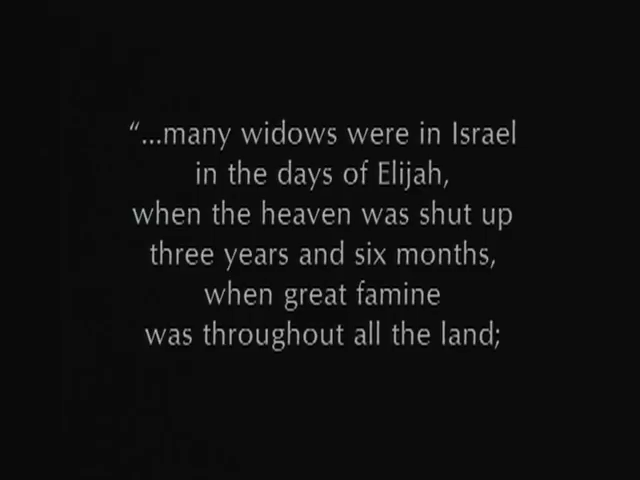 “...many widows were in Israel
in the days of Elijah,
when the heaven was shut up
three years and six months,
when great famine
was throughout all the land;